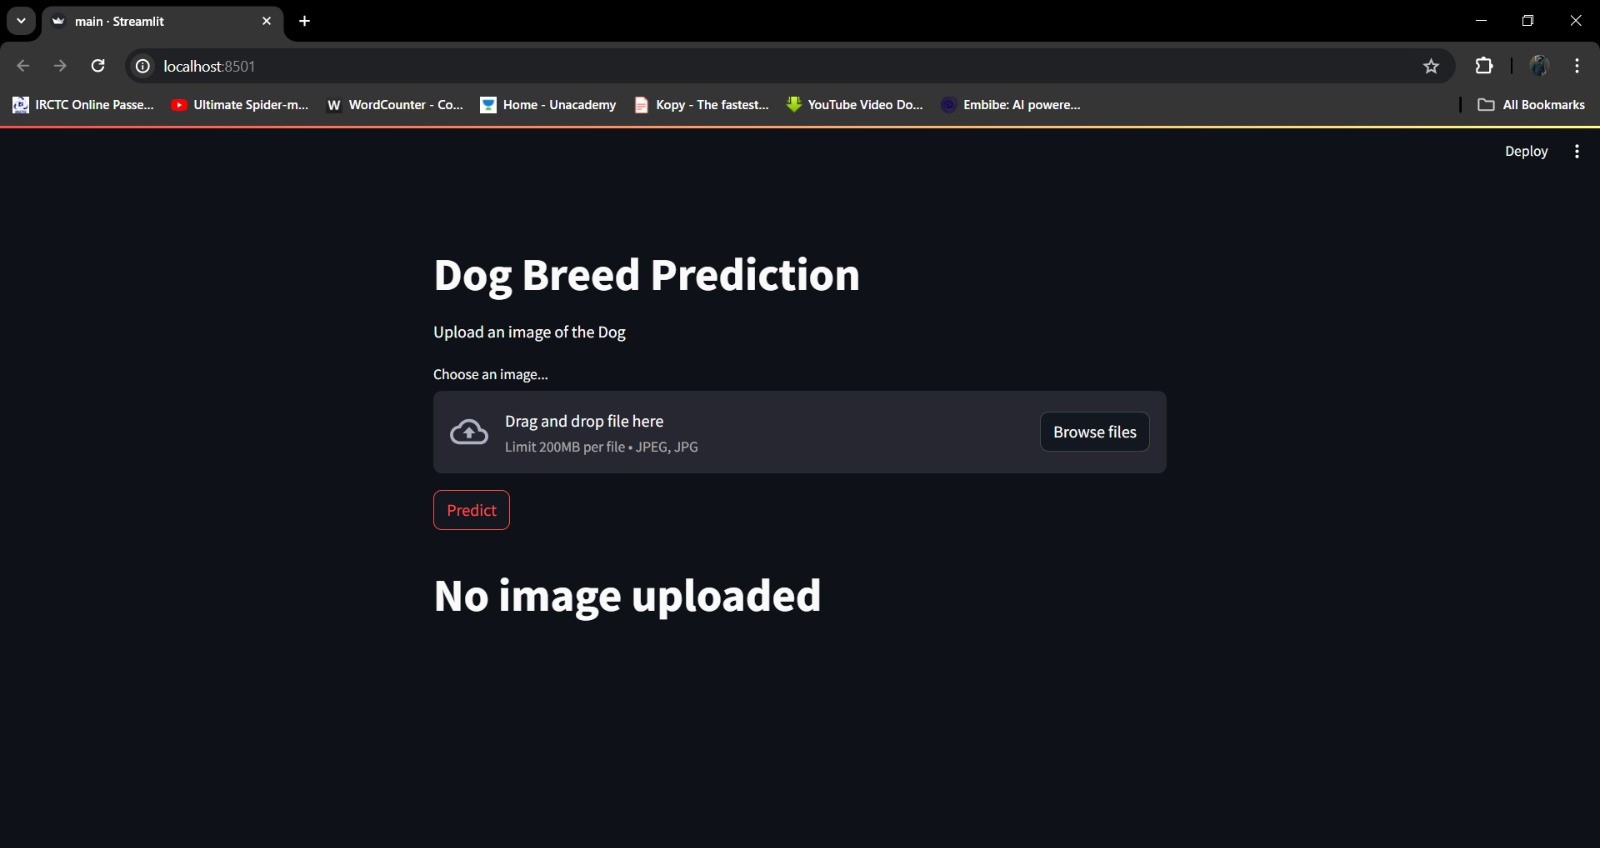 main · Streamlit
localhost:8501
IRCTC Online Passe...
Ultimate Spider-m...
W WordCounter - Co...
Home - Unacademy
Kopy - The fastest...
YouTube Video Do...
Embibe: AI powere...
All Bookmarks
Deploy
Dog Breed Prediction
Upload an image of the Dog
Choose an image...
Drag and drop file here
Limit 200MB per file • JPEG, JPG
Browse files
Predict
No image uploaded